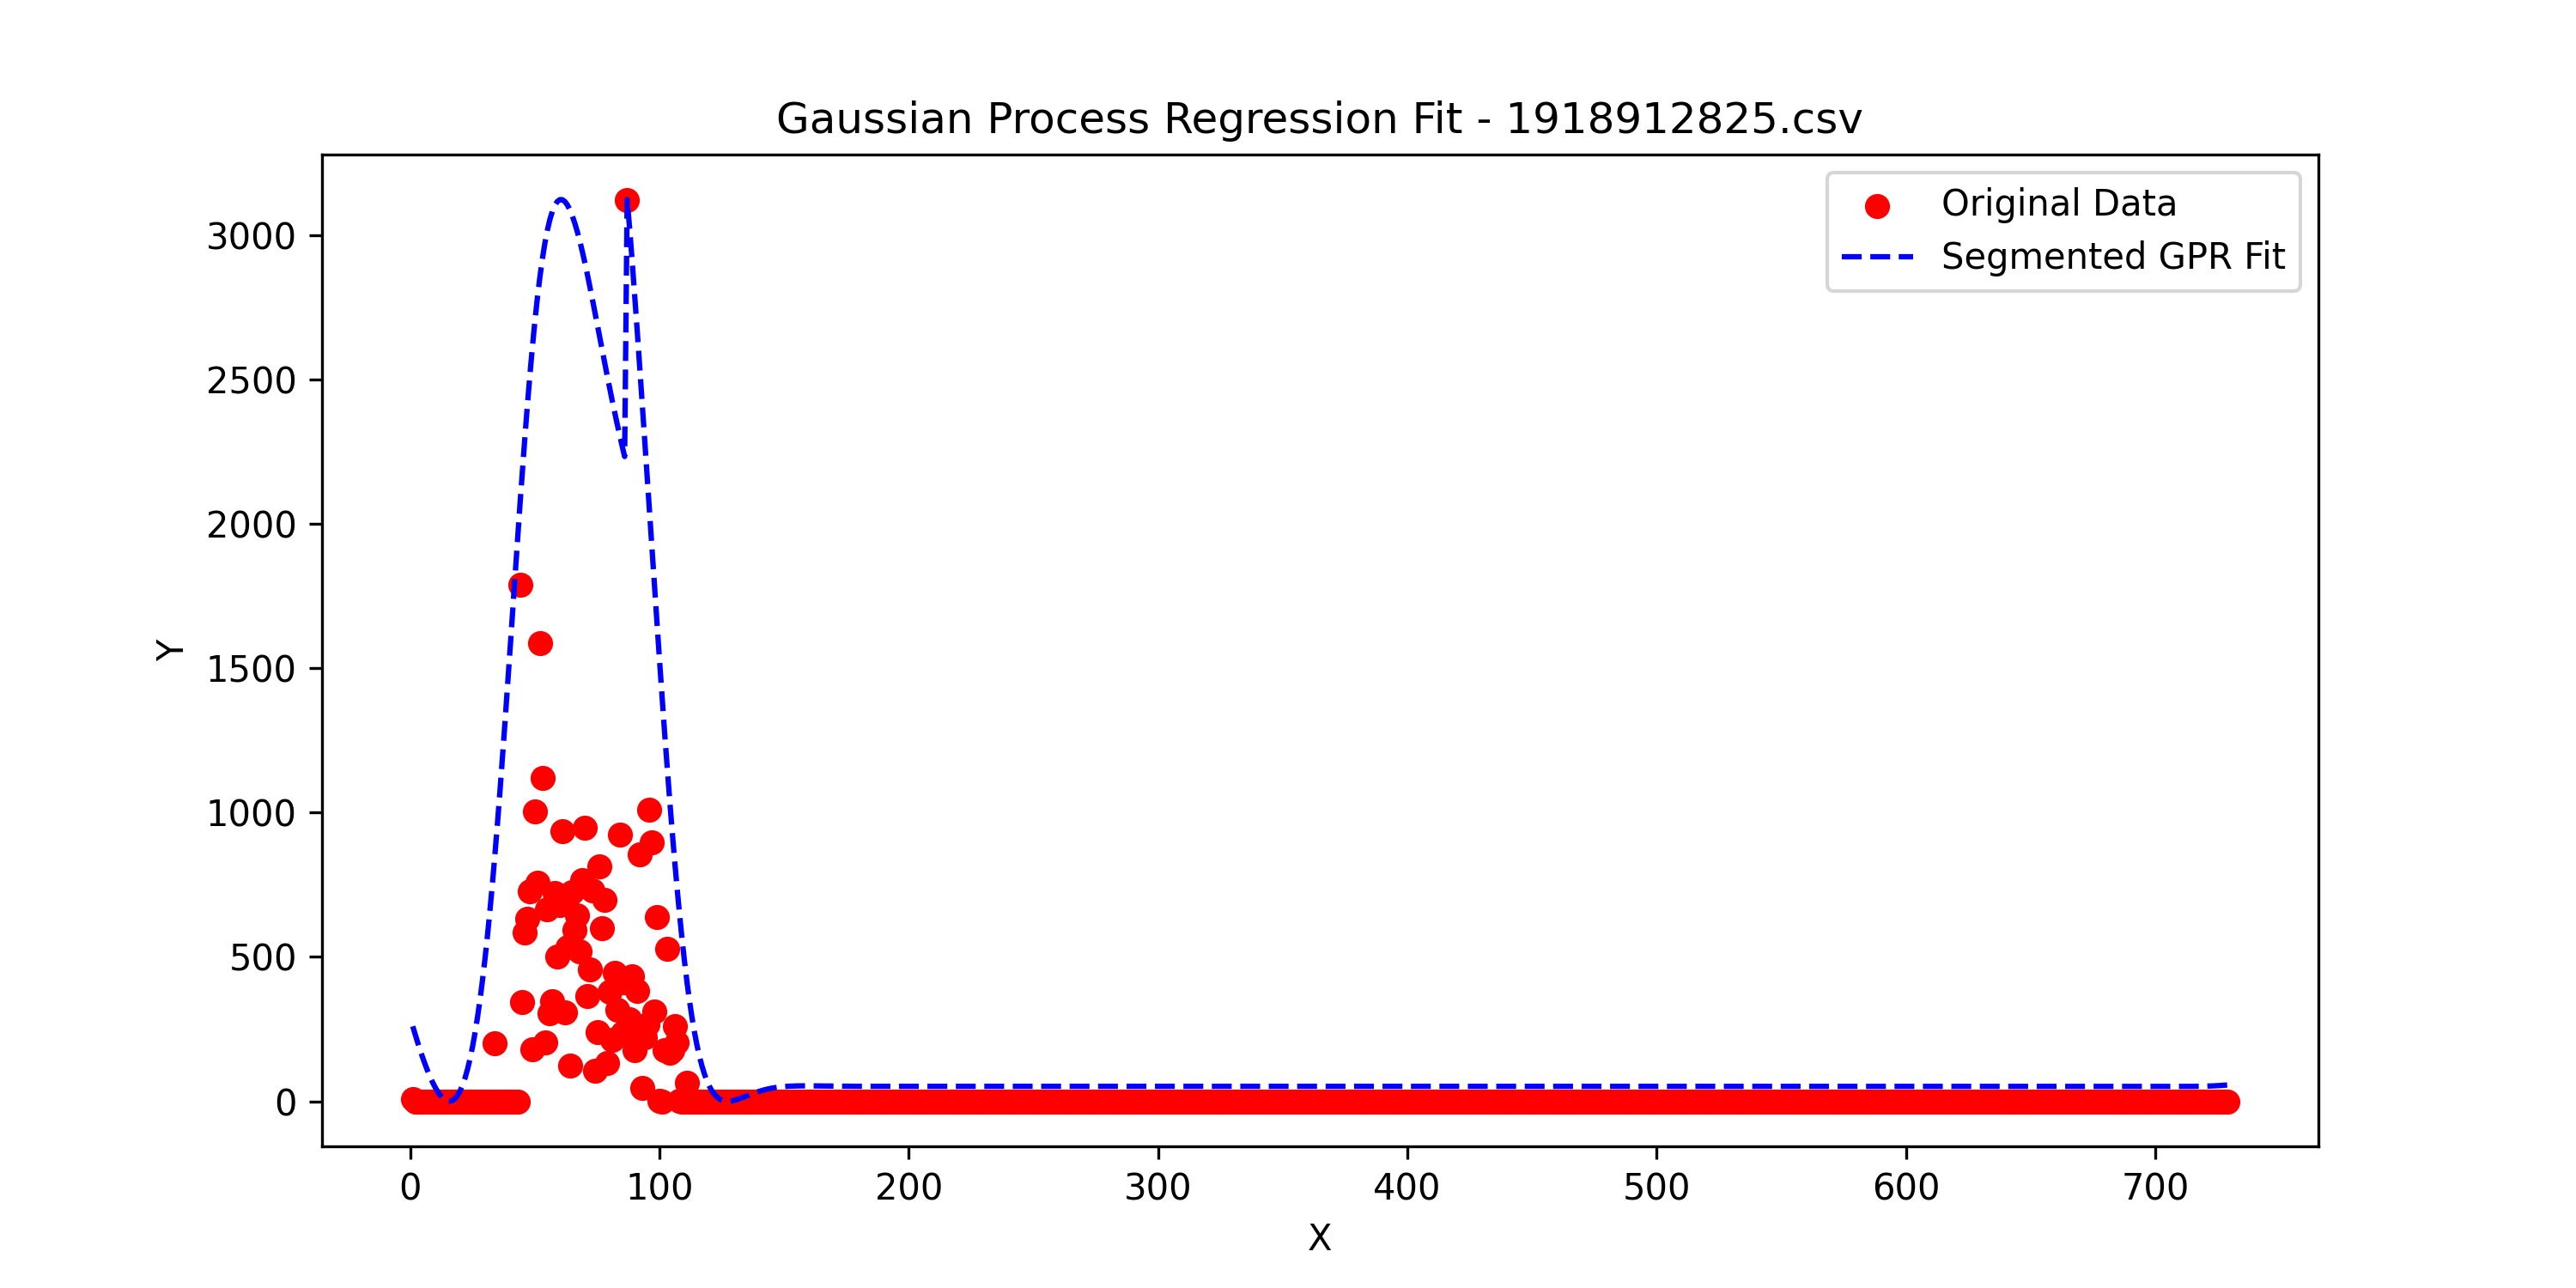 Gaussian Process Regression Fit - 1918912825.csv
Original Data
Segmented GPR Fit
3000
2500
2000
1500
1000
500
0
Y
0 100 200 300 400 500 600 700
X